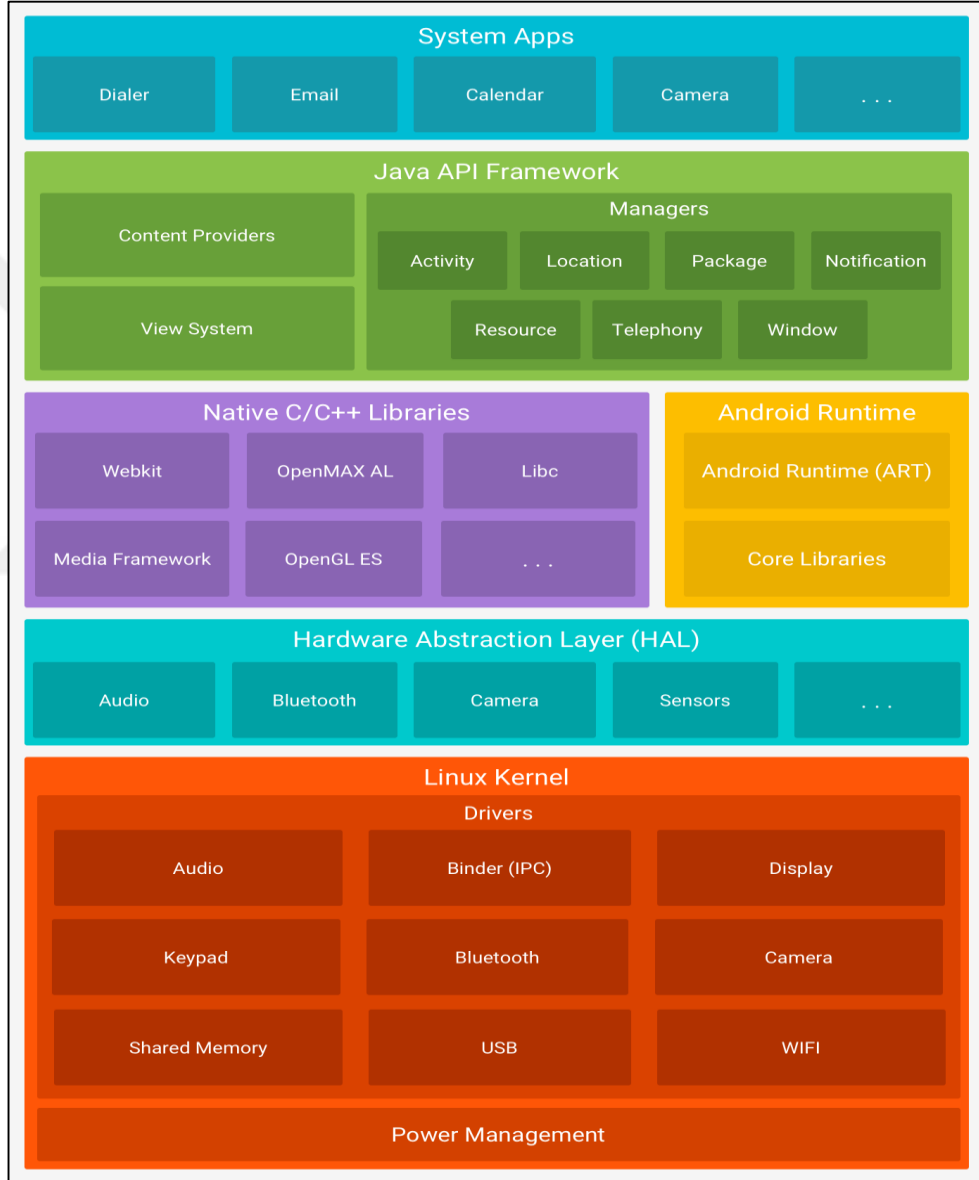 System Apps
Dialer
Email
Calendar
Camera
. . .
Java API Framework
Content Providers
View System
Managers
Activity
Location
Package
Notification
Resource
Telephony
Window
Native C/C++ Libraries
Webkit
OpenMAX AL
Libc
Media Framework
OpenGL ES
. . .
Android Runtime
Android Runtime (ART)
Core Libraries
Hardware Abstraction Layer (HAL)
Audio
Bluetooth
Camera
Sensors
. . .
Linux Kernel
Drivers
Audio
Binder (IPC)
Display
Keypad
Bluetooth
Camera
Shared Memory
USB
WIFI
Power Management